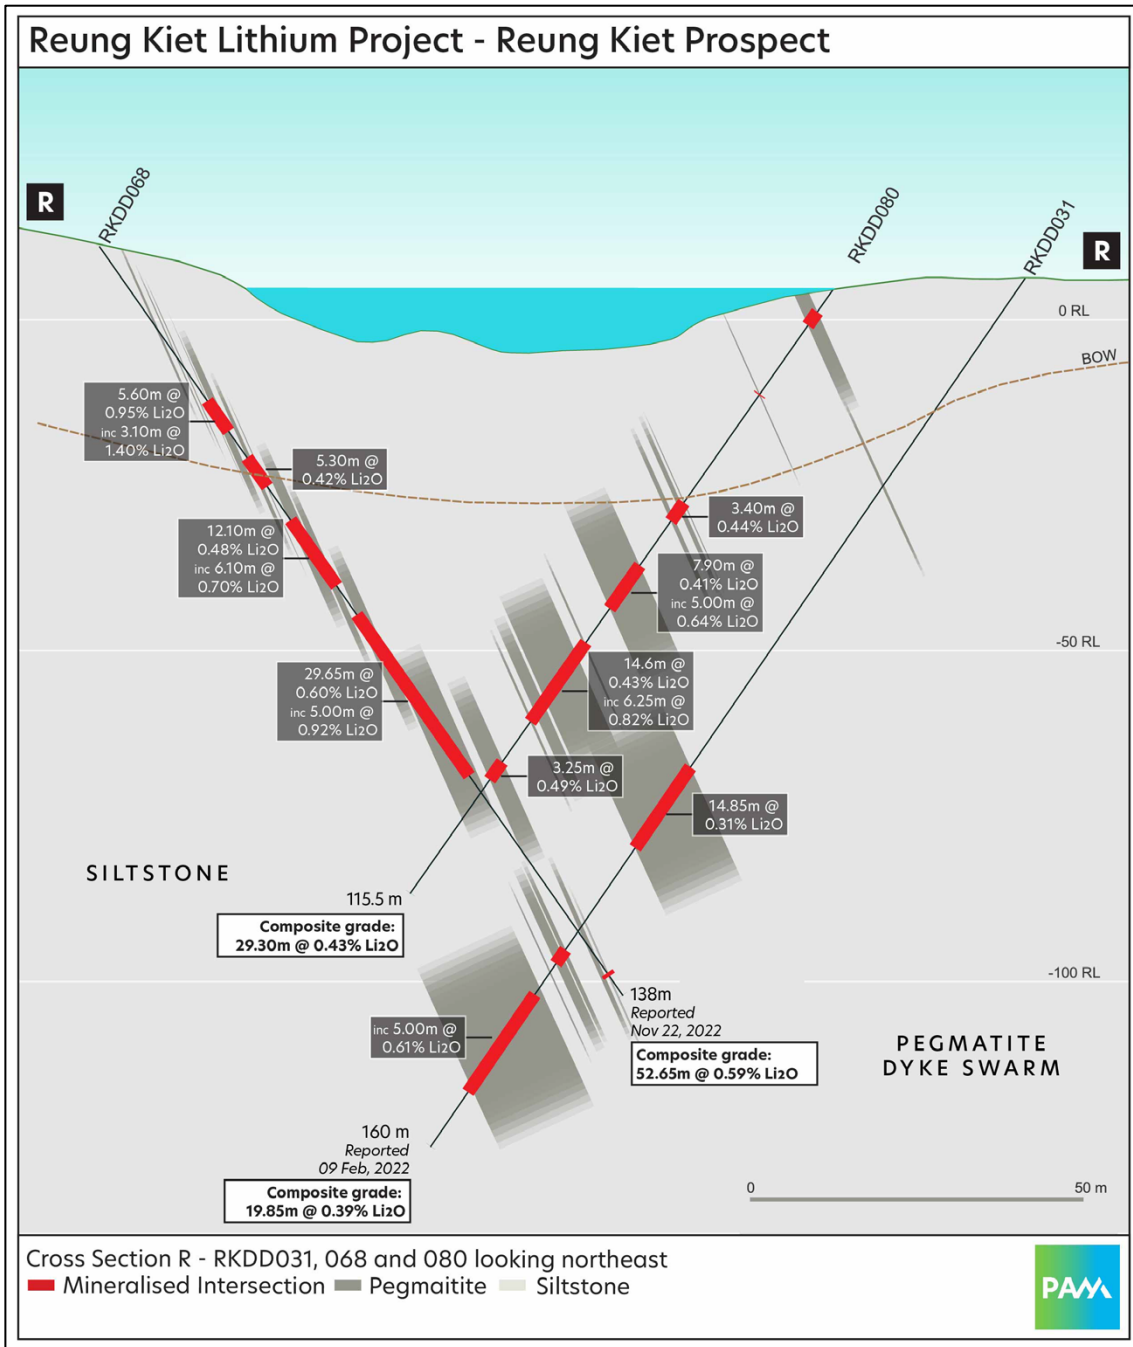 Reung Kiet Lithium Project - Reung Kiet Prospect
R
RKDD068
RKDD080
RKDD031
R
0 RL
BOW
5.60m @
0.95% Li2O
inc 3.10m @
1.40% Li2O
5.30m @
0.42% Li2O
12.10m @
0.48% Li2O
inc 6.10m @
0.70% Li2O
3.40m @
0.44% Li2O
7.90m @
0.41% Li2O
inc 5.00m @
0.64% Li2O
-50 RL
29.65m @
0.60% Li2O
inc 5.00m @
0.92% Li2O
14.6m @
0.43% Li2O
inc 6.25m @
0.82% Li2O
3.25m @
0.49% Li2O
14.85m @
0.31% Li2O
SILTSTONE
115.5 m
Composite grade:
29.30m @ 0.43% Li2O
-100 RL
138m
Reported
Nov 22, 2022
Composite grade:
52.65m @ 0.59% Li2O
inc 5.00m @
0.61% Li2O
PEGMATITE
DYKE SWARM
160 m
Reported
09 Feb, 2022
Composite grade:
19.85m @ 0.39% Li2O
0 50 m
Cross Section R - RKDD031, 068 and 080 looking northeast
Mineralised Intersection Pegmaitite Siltstone
PAM